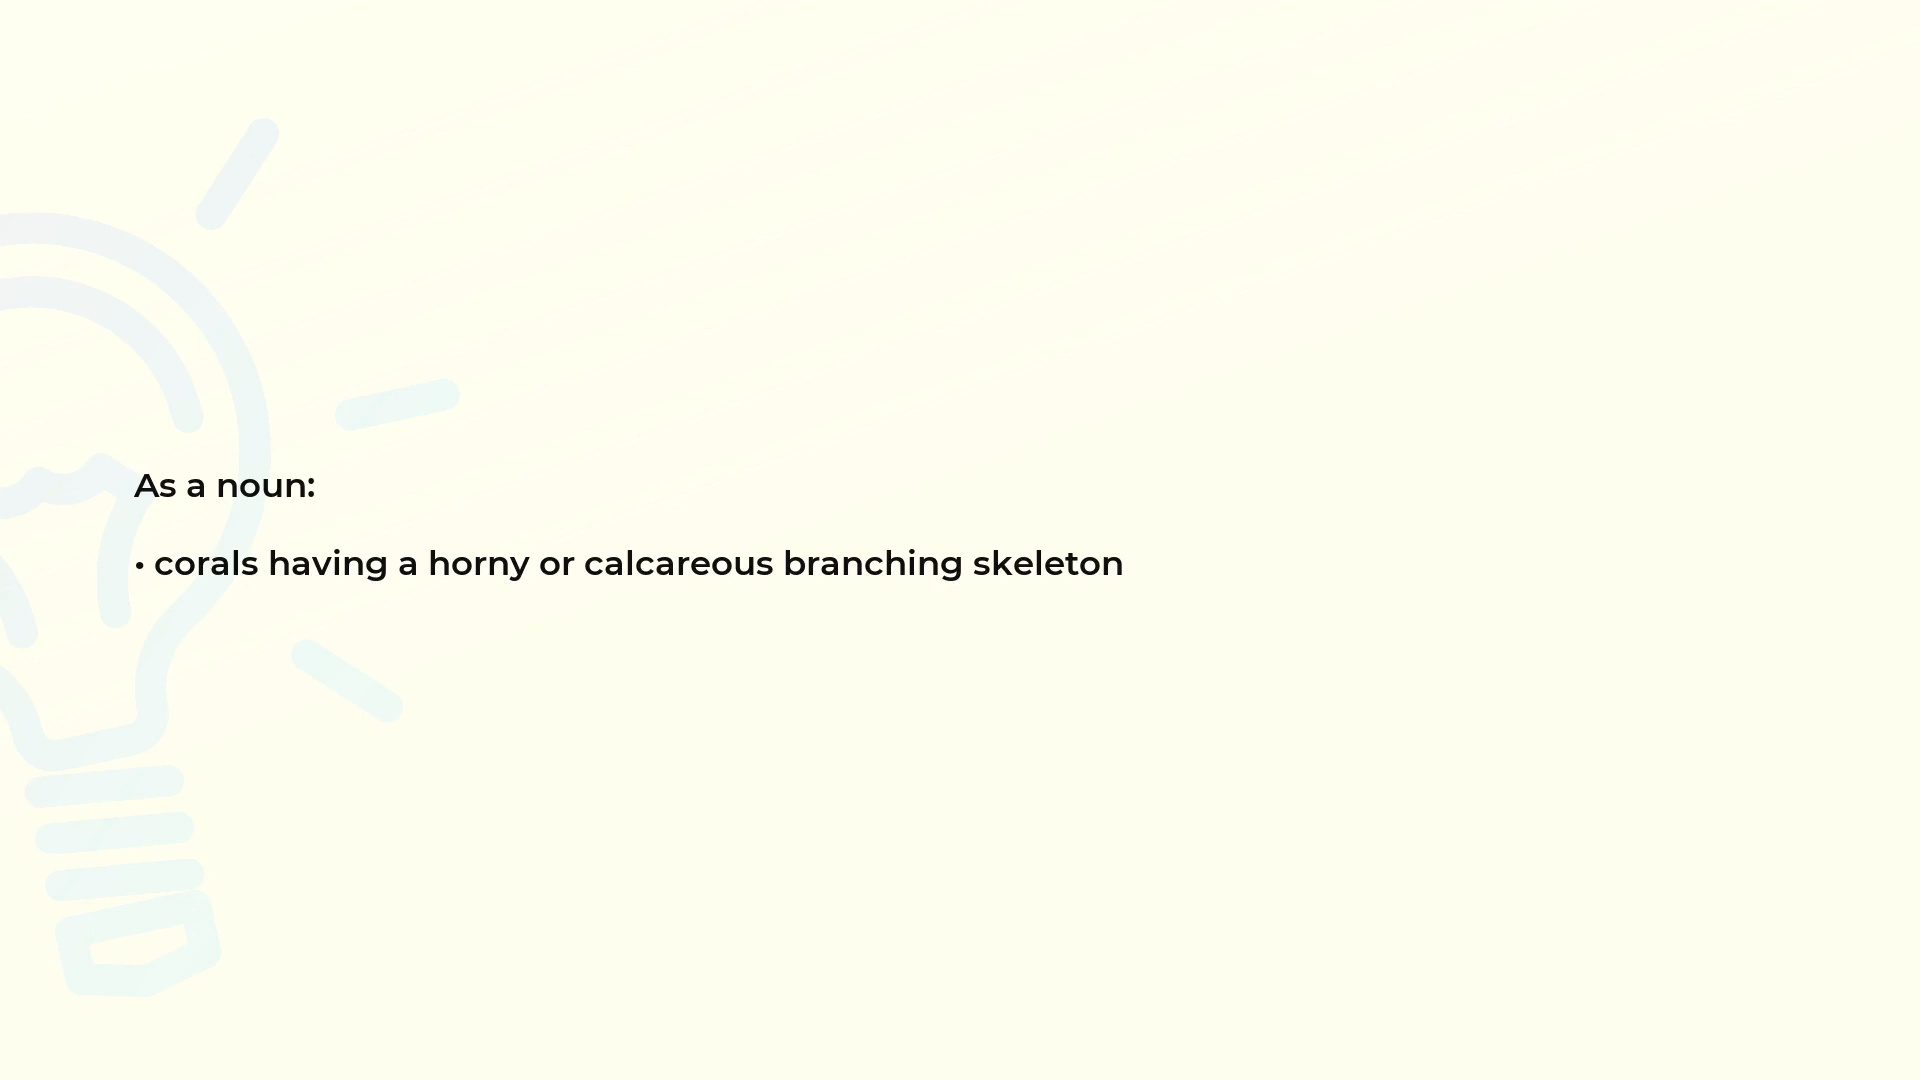 As a noun:
• corals having a horny or calcareous branching skeleton